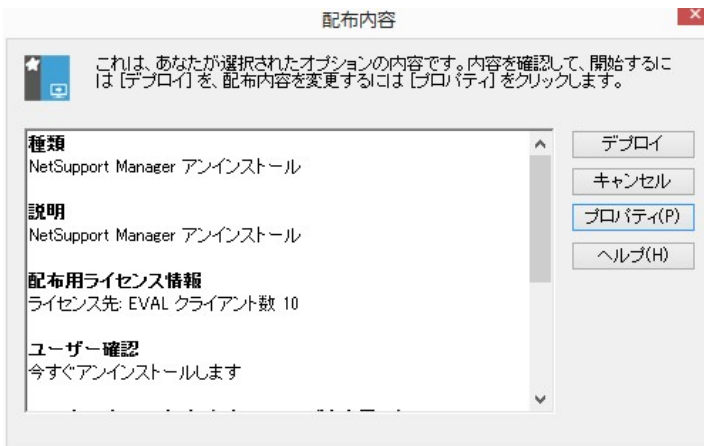 配布内容
これは、あなたが選択されたオプションの内容です。内容を確認して、開始するに
は [デプロイ] を、配布内容を変更するには [プロパティ] をクリックします。
種類
NetSupport Manager アンインストール
説明
NetSupport Manager アンインストール
配布用ライセンス情報
ライセンス先: EVAL クライアント数 10
ユーザー確認
今すぐアンインストールします
デプロイ
キャンセル
プロパティ(P)
ヘルプ(H)